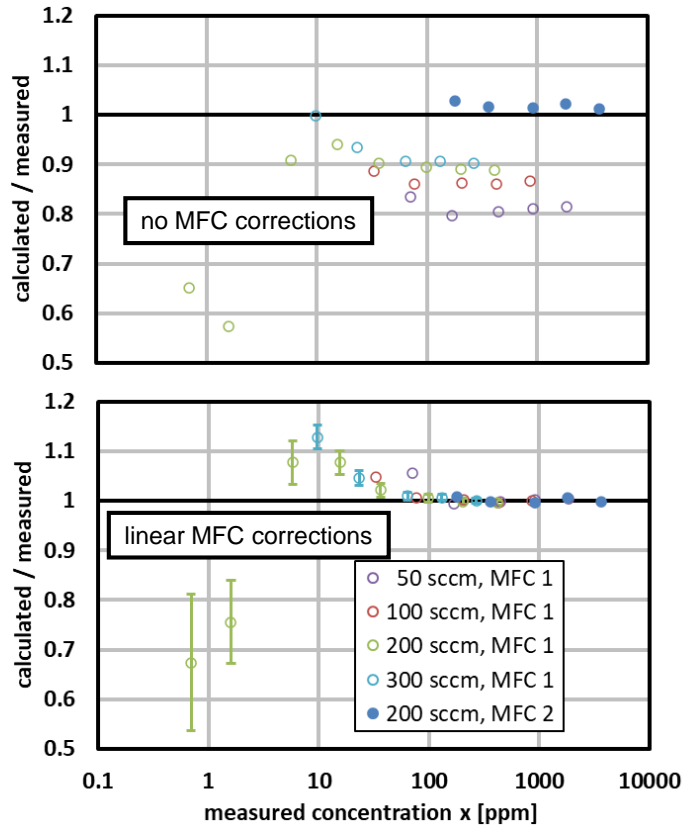 1.2
1.1
1
0.9
0.8
0.7
0.6
0.5
calculated / measured
no MFC corrections
1.2
1.1
1
0.9
0.8
0.7
0.6
0.5
calculated / measured
linear MFC corrections
50 sccm, MFC 1
100 sccm, MFC 1
200 sccm, MFC 1
300 sccm, MFC 1
200 sccm, MFC 2
0.1 1 10 100 1000 10000
measured concentration x [ppm]